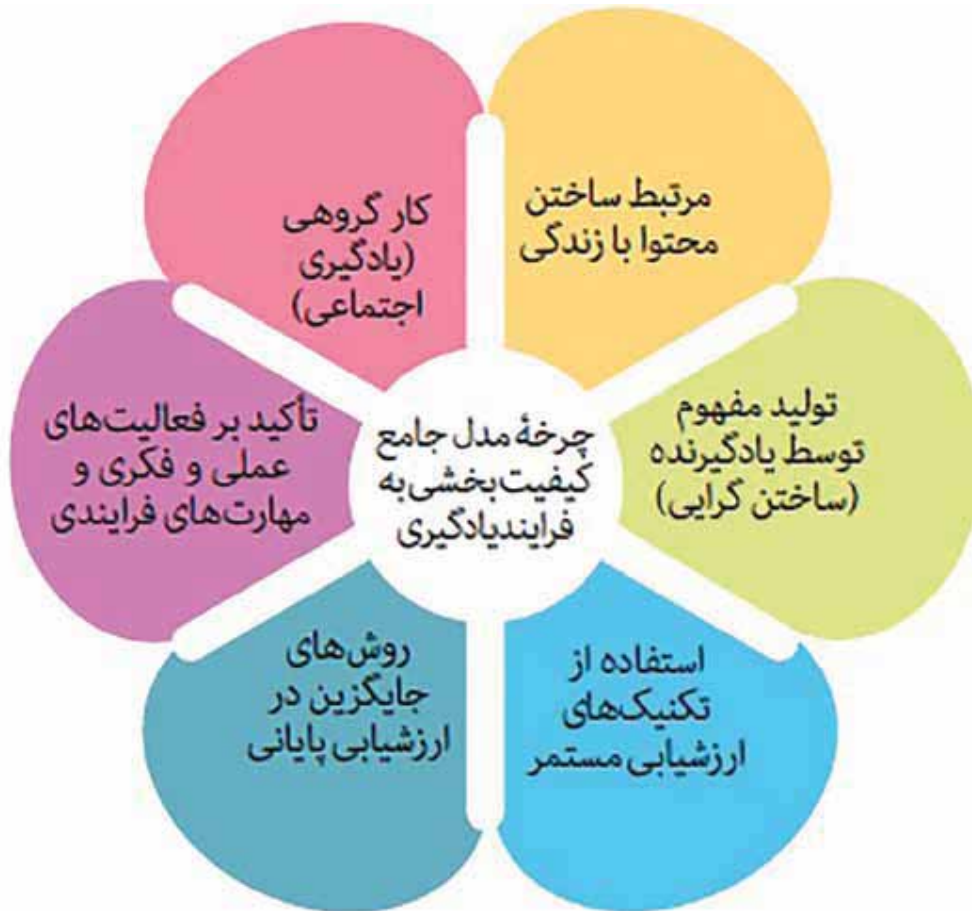 مرتبط ساختن
محتوا با زندگی
تولید مفهوم
توسط یادگیرنده
(ساختن گرایی)
استفاده از
تکنیک‌های
ارزشیابی مستمر
روش‌های
جایگزین در
ارزشیابی پایانی
تأکید بر فعالیت‌های
عملی و فکری و
مهارت‌های فرایندی
کار گروهی
(یادگیری
اجتماعی)
چرخهٔ مدل جامع
کیفیت‌بخشی به
فرایندیادگیری